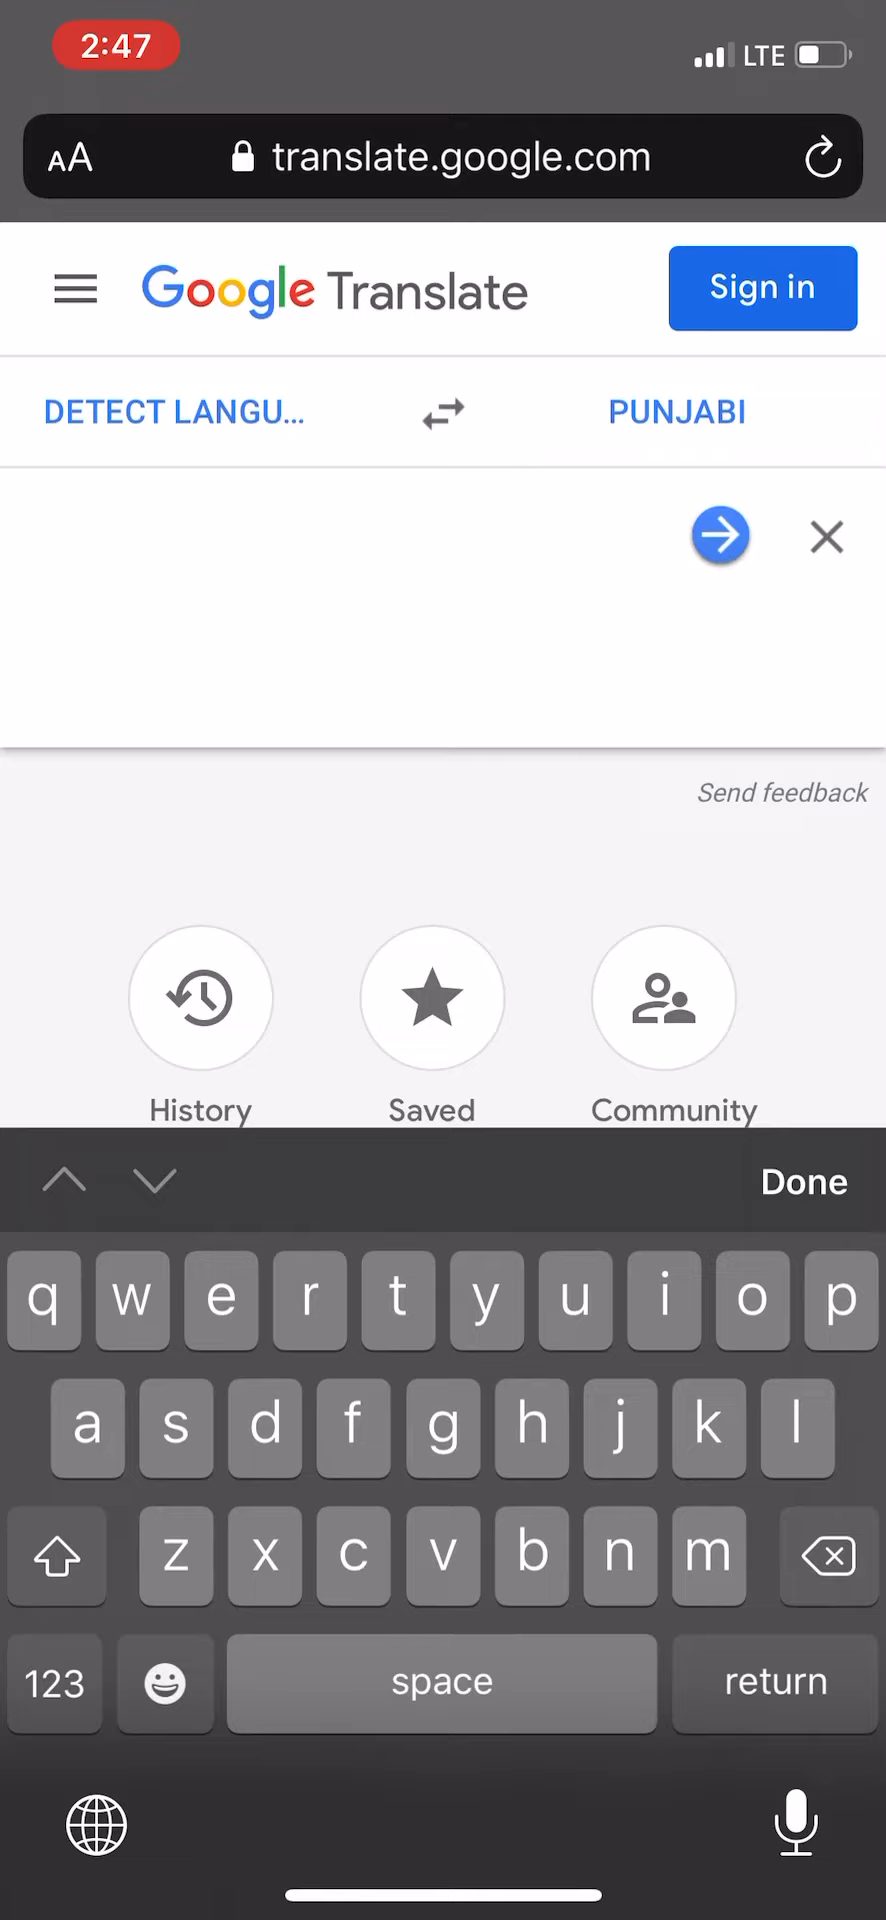 2:47
LTE
AA translate.google.com
Google Translate
Sign in
DETECT LANGU...
PUNJABI
Send feedback
History
Saved
Community
Done
q w e r t y u i o p
a s d f g h j k l
z x c v b n m
123
space
return